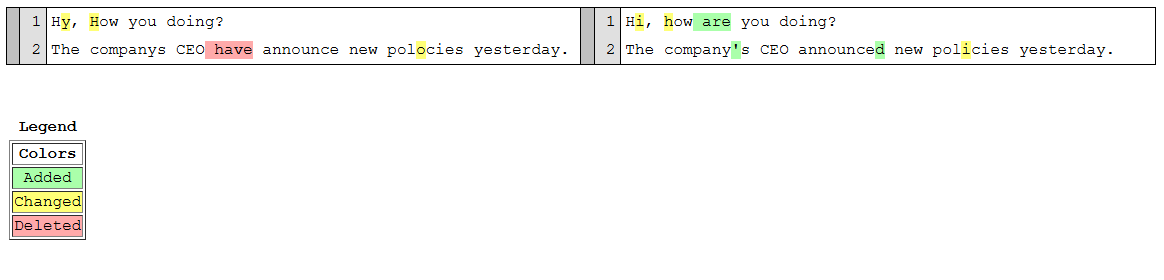 1 Hy, How you doing?
2 The companys CEO have announce new polocies yesterday.
1 Hi, how are you doing?
2 The company's CEO announced new policies yesterday.
Legend
Colors
Added
Changed
Deleted